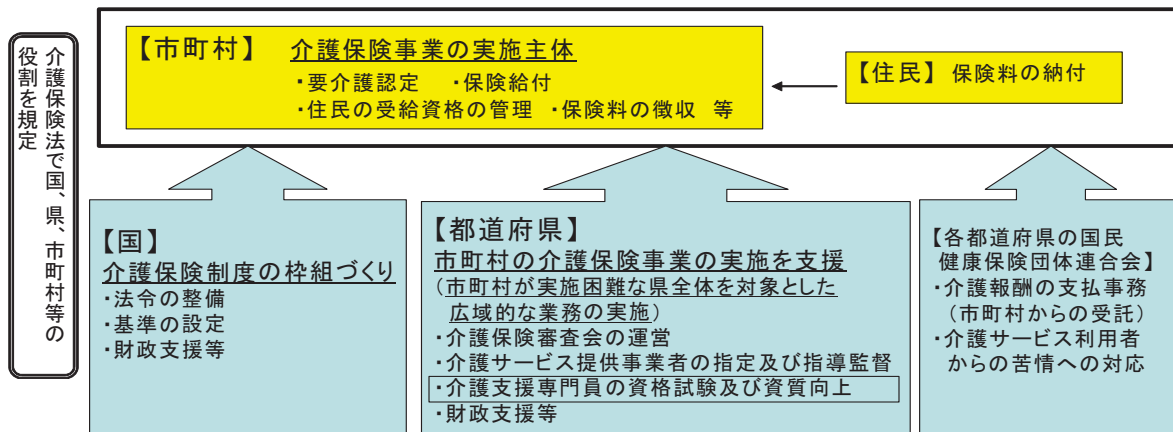 介護保険法で国、県、市町村等の
役割を規定
【市町村】 介護保険事業の実施主体
・要介護認定 ・保険給付
・住民の受給資格の管理 ・保険料の徴収 等
【住民】 保険料の納付
【国】
介護保険制度の枠組づくり
・法令の整備
・基準の設定
・財政支援等
【都道府県】
市町村の介護保険事業の実施を支援
(市町村が実施困難な県全体を対象とした
広域的な業務の実施)
・介護保険審査会の運営
・介護サービス提供事業者の指定及び指導監督
・介護支援専門員の資格試験及び資質向上
・財政支援等
【各都道府県の国民
健康保険団体連合会】
・介護報酬の支払事務
(市町村からの受託)
・介護サービス利用者
からの苦情への対応